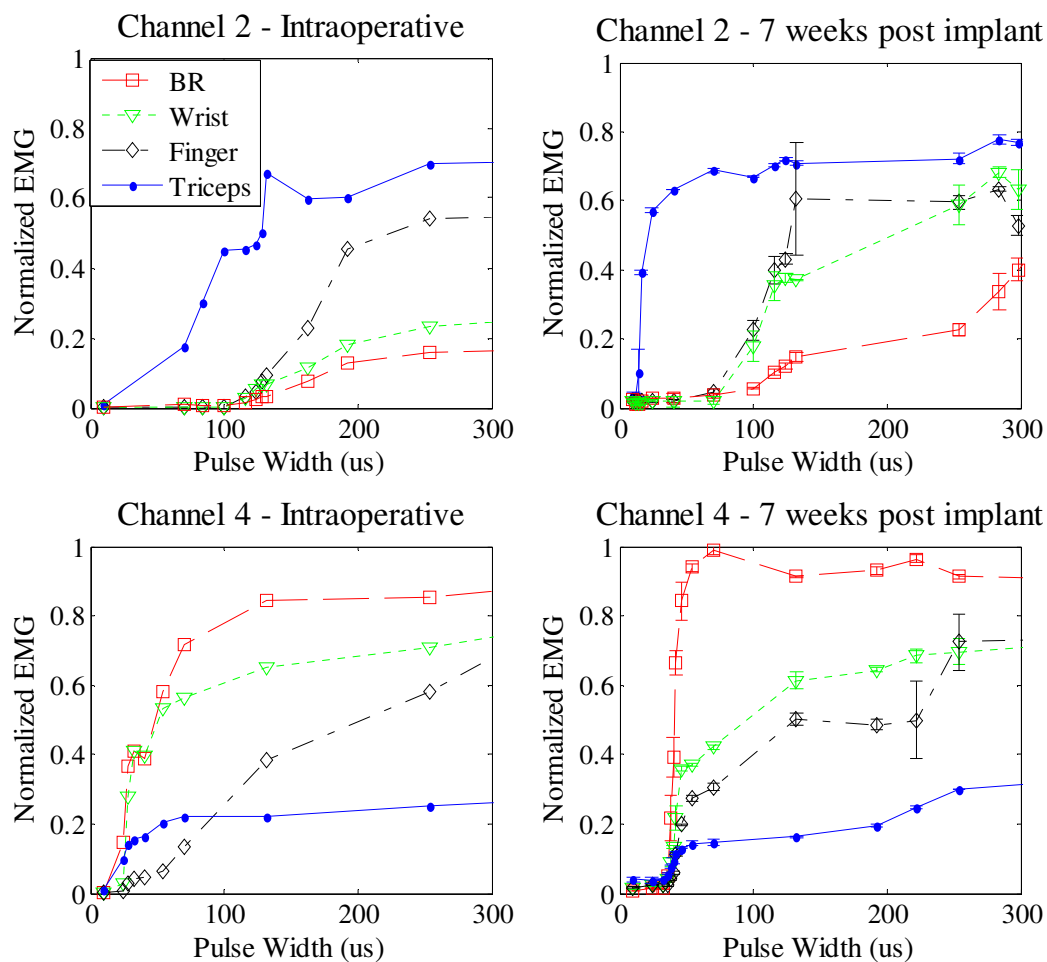 Channel 2 - Intraoperative
1
0.8
0.6
0.4
0.2
0
0 100 200 300
Normalized EMG
Pulse Width (us)
BR
Wrist
Finger
Triceps
Channel 2 - 7 weeks post implant
1
0.8
0.6
0.4
0.2
0
0 100 200 300
Normalized EMG
Pulse Width (us)
Channel 4 - Intraoperative
1
0.8
0.6
0.4
0.2
0
0 100 200 300
Normalized EMG
Pulse Width (us)
Channel 4 - 7 weeks post implant
1
0.8
0.6
0.4
0.2
0
0 100 200 300
Normalized EMG
Pulse Width (us)